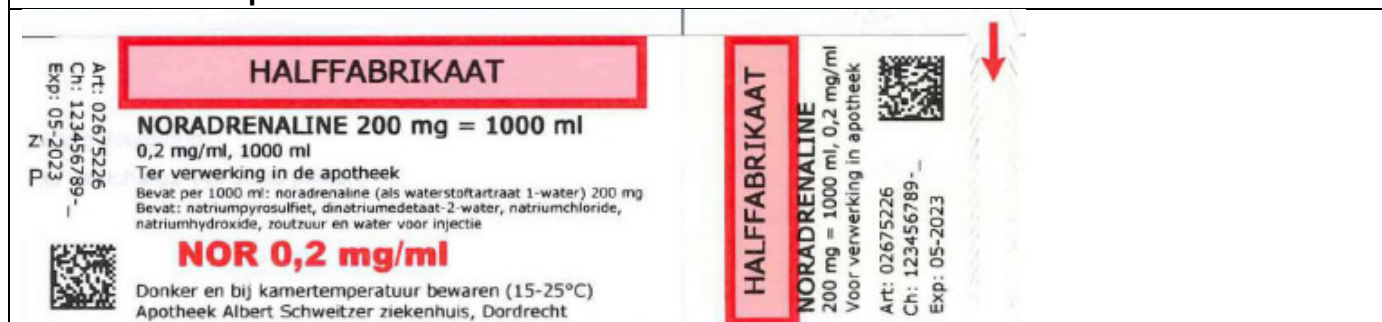 HALFFABRIKAAT
NORADRENALINE 200 mg = 1000 ml
0,2 mg/ml, 1000 ml
Ter verwerking in de apotheek
Bevat per 1000 ml: noradrenaline (als waterstoftartraat 1-water) 200 mg
Bevat: natriumpyrosulfiet, dinatriumedetaat-2-water, natriumchloride,
natriumhydroxide, zoutzuur en water voor injectie
NOR 0,2 mg/ml
Donker en bij kamertemperatuur bewaren (15-25°C)
Apotheek Albert Schweitzer ziekenhuis, Dordrecht
Art: 02675226
Ch: 123456789-_
Exp: 05-2023
P
HALFFABRIKAAT
NORADRENALINE
200 mg = 1000 ml, 0,2 mg/ml
Voor verwerking in apotheek
Art: 02675226
Ch: 123456789-_
Exp: 05-2023